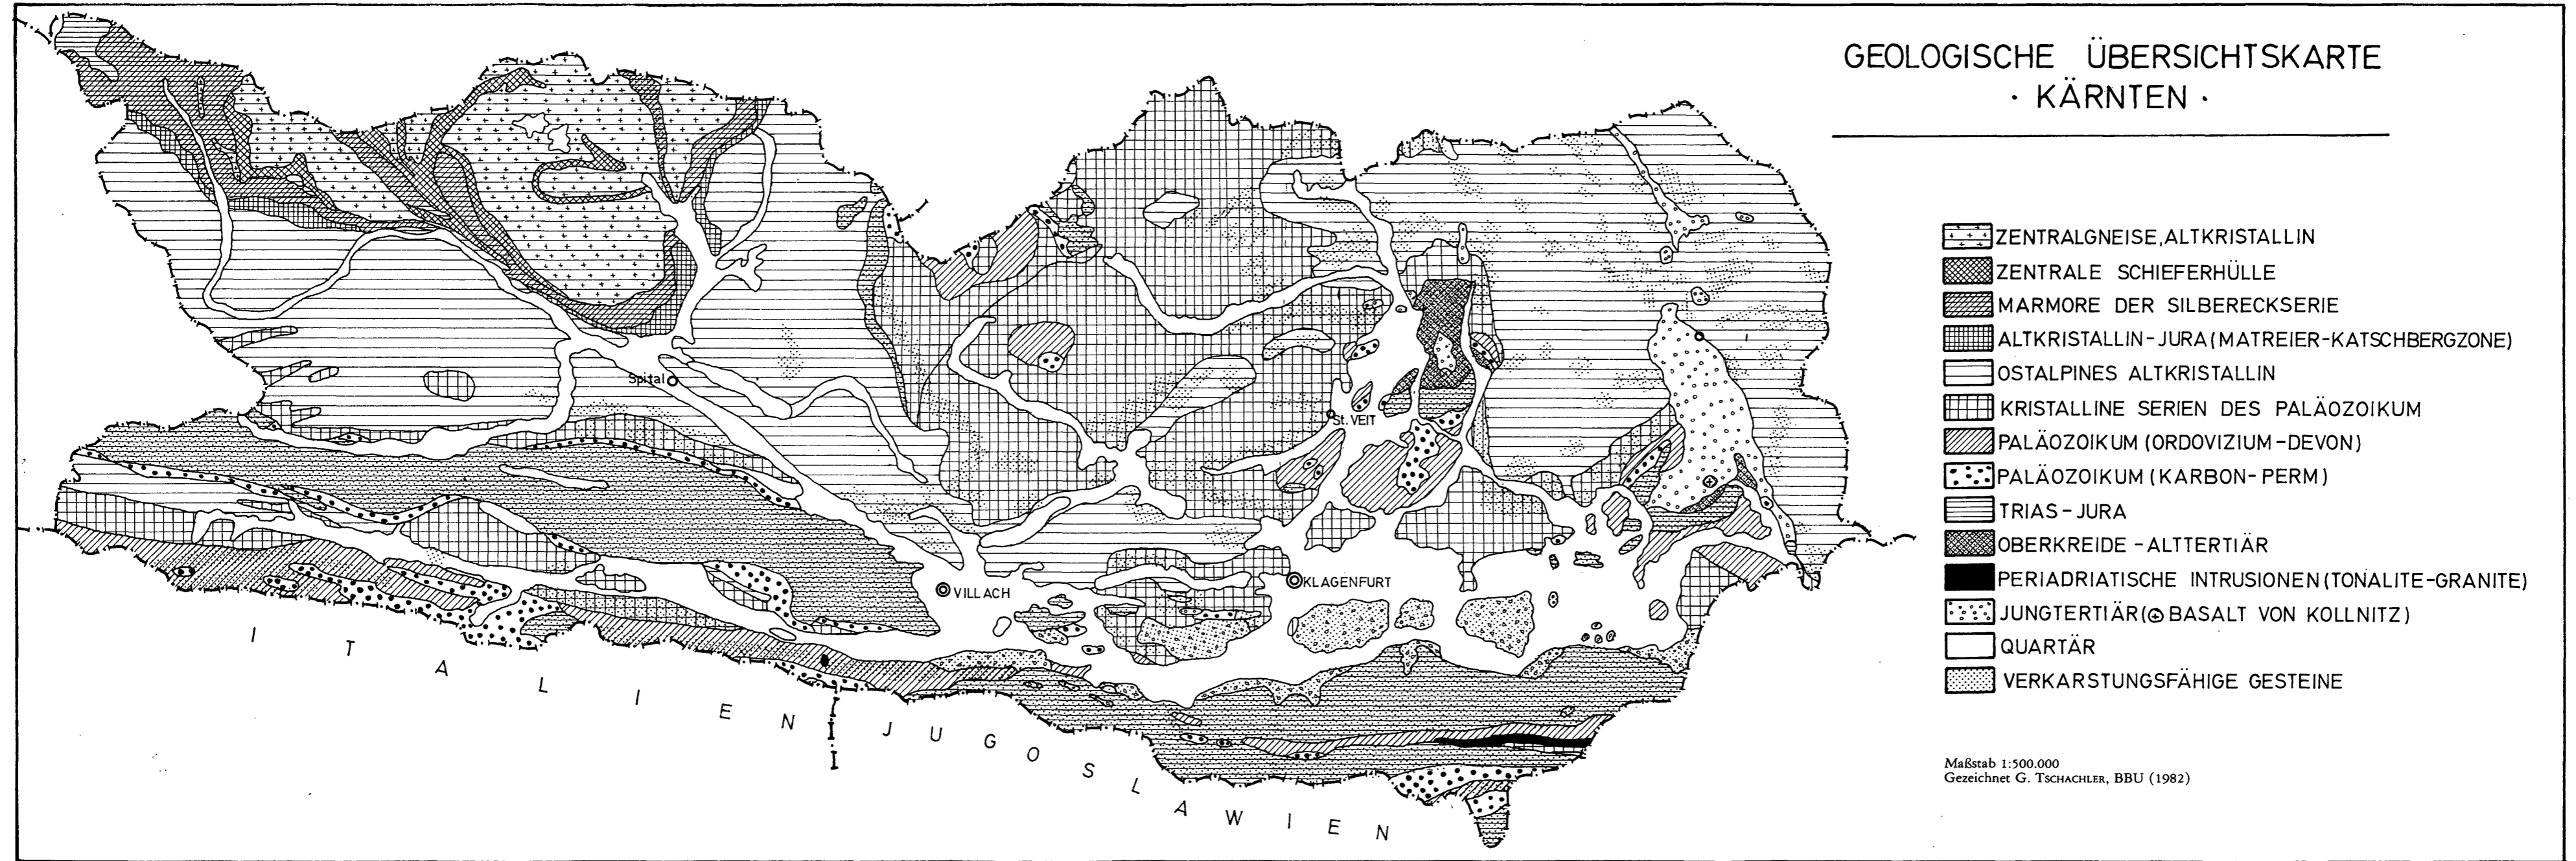 GEOLOGISCHE ÜBERSICHTSKARTE
· KÄRNTEN ·
ZENTRALGNEISE, ALTKRISTALLIN
ZENTRALE SCHIEFERHÜLLE
MARMORE DER SILBERECKSERIE
ALTKRISTALLIN-JURA (MATREIER-KATSCHBERGZONE)
OSTALPINES ALTKRISTALLIN
KRISTALLINE SERIEN DES PALÄOZOIKUM
PALÄOZOIKUM (ORDOVIZIUM-DEVON)
PALÄOZOIKUM (KARBON-PERM)
TRIAS-JURA
OBERKREIDE-ALTTERTIÄR
PERIADRIATISCHE INTRUSIONEN (TONALITE-GRANITE)
JUNGTERTIÄR (⊕ BASALT VON KOLLNITZ)
QUARTÄR
VERKARSTUNGSFÄHIGE GESTEINE
Maßstab 1:500.000
Gezeichnet G. TSCHACHLER, BBU (1982)
Spital
St. VEIT
KLAGENFURT
VILLACH
ITALIEN
JUGOSLAWIEN